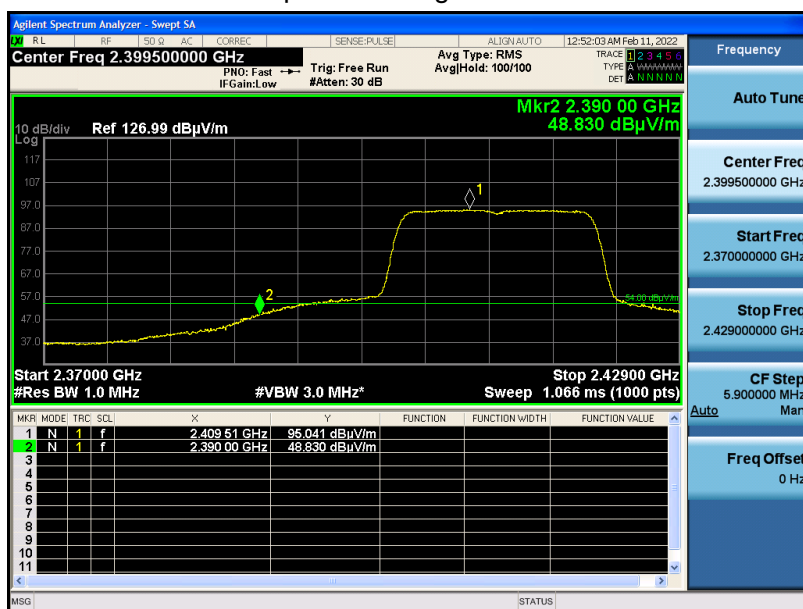 Agilent Spectrum Analyzer - Swept SA
LXI RL RF 50 Ω AC CORREC SENSE:PULSE ALIGN AUTO 12:52:03 AM Feb 11, 2022
Center Freq 2.399500000 GHz
PNO: Fast
IFGain:Low
Trig: Free Run
#Atten: 30 dB
Avg Type: RMS
Avg|Hold: 100/100
TRACE 1 2 3 4 5 6
TYPE A WWWWW
DET A N N N N N
Frequency
Mkr2 2.390 00 GHz
48.830 dBµV/m
10 dB/div Ref 126.99 dBµV/m
Log
117
107
97.0
87.0
77.0
67.0
57.0
47.0
37.0
1
2
54.00 dBµV/m
Start 2.37000 GHz Stop 2.42900 GHz
#Res BW 1.0 MHz #VBW 3.0 MHz* Sweep 1.066 ms (1000 pts)
MKR MODE TRC SCL X Y FUNCTION FUNCTION WIDTH FUNCTION VALUE
1 N 1 f 2.409 51 GHz 95.041 dBµV/m
2 N 1 f 2.390 00 GHz 48.830 dBµV/m
3
4
5
6
7
8
9
10
11
MSG STATUS
Auto Tune
Center Freq
2.399500000 GHz
Start Freq
2.370000000 GHz
Stop Freq
2.429000000 GHz
CF Step
5.900000 MHz
Auto Man
Freq Offset
0 Hz